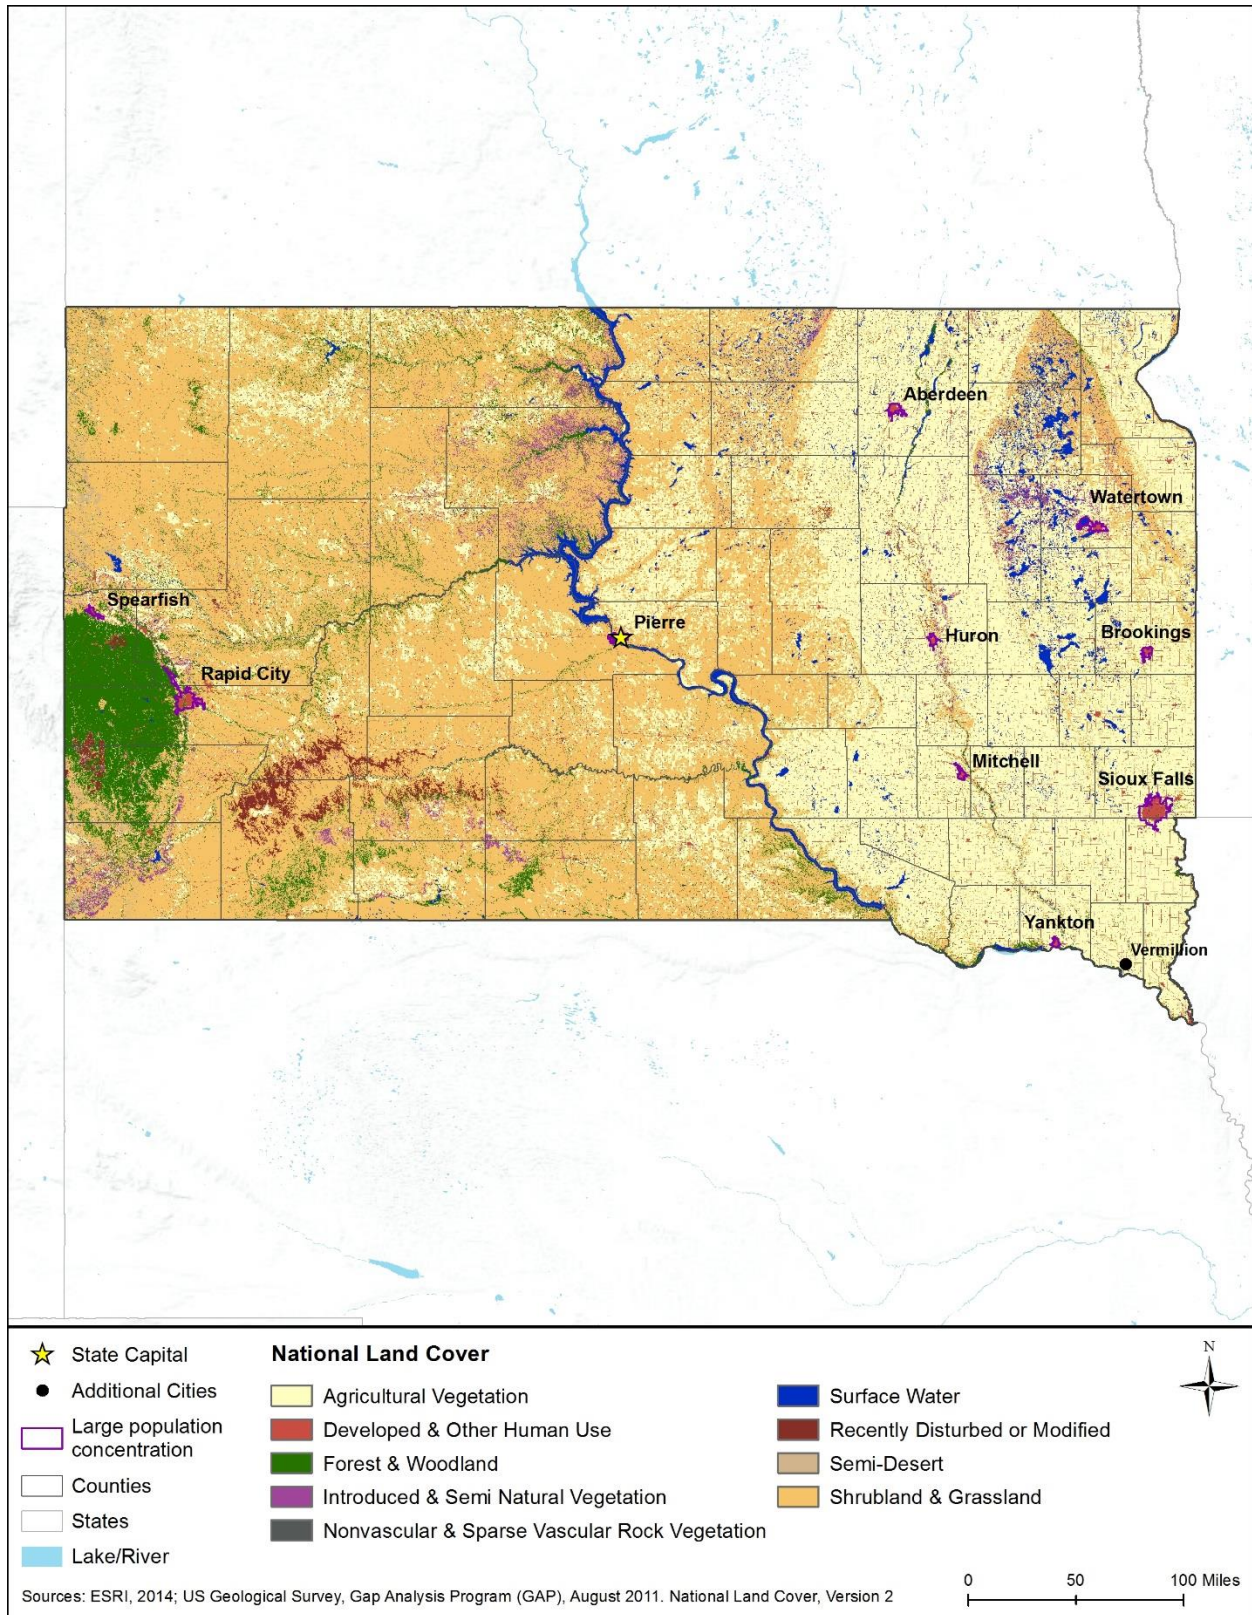 Aberdeen
Watertown
Spearfish
Pierre
Huron
Brookings
Rapid City
Mitchell
Sioux Falls
Yankton
Vermillion
State Capital
Additional Cities
Large population
concentration
Counties
States
Lake/River
National Land Cover
Agricultural Vegetation
Developed & Other Human Use
Forest & Woodland
Introduced & Semi Natural Vegetation
Nonvascular & Sparse Vascular Rock Vegetation
Surface Water
Recently Disturbed or Modified
Semi-Desert
Shrubland & Grassland
N
0 50 100 Miles
Sources: ESRI, 2014; US Geological Survey, Gap Analysis Program (GAP), August 2011. National Land Cover, Version 2